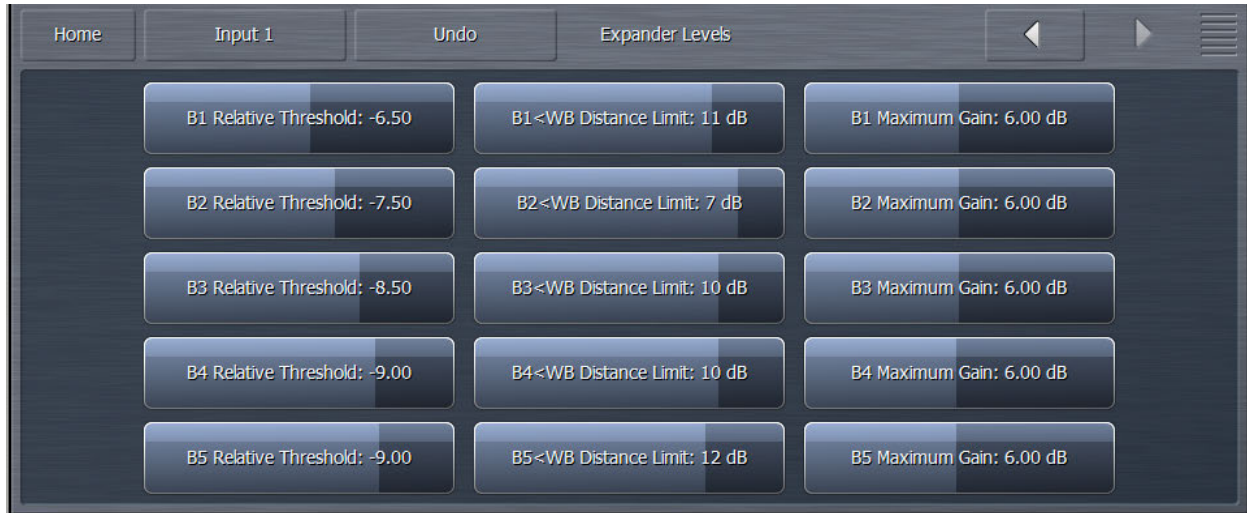 Home Input 1 Undo Expander Levels
B1 Relative Threshold: -6.50 B1<WB Distance Limit: 11 dB B1 Maximum Gain: 6.00 dB
B2 Relative Threshold: -7.50 B2<WB Distance Limit: 7 dB B2 Maximum Gain: 6.00 dB
B3 Relative Threshold: -8.50 B3<WB Distance Limit: 10 dB B3 Maximum Gain: 6.00 dB
B4 Relative Threshold: -9.00 B4<WB Distance Limit: 10 dB B4 Maximum Gain: 6.00 dB
B5 Relative Threshold: -9.00 B5<WB Distance Limit: 12 dB B5 Maximum Gain: 6.00 dB